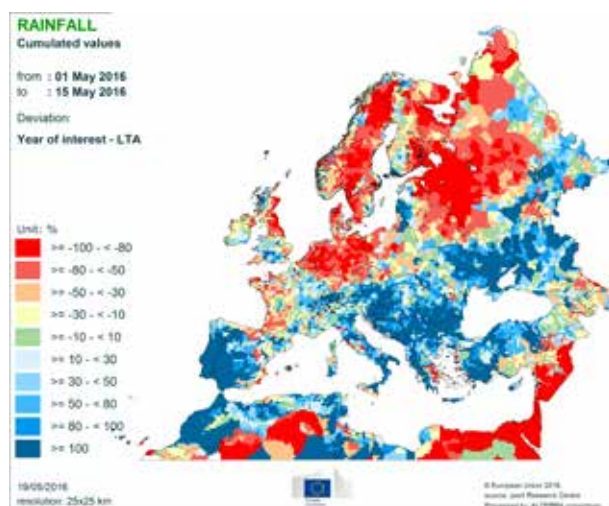 RAINFALL
Cumulated values
from : 01 May 2016
to : 15 May 2016
Deviation:
Year of interest - LTA
Unit: %
>= -100 - < -80
>= -80 - < -50
>= -50 - < -30
>= -30 - < -10
>= -10 - < 10
>= 10 - < 30
>= 30 - < 50
>= 50 - < 80
>= 80 - < 100
>= 100
19/05/2016
resolution: 25x25 km
© European Union 2016
source: Joint Research Centre